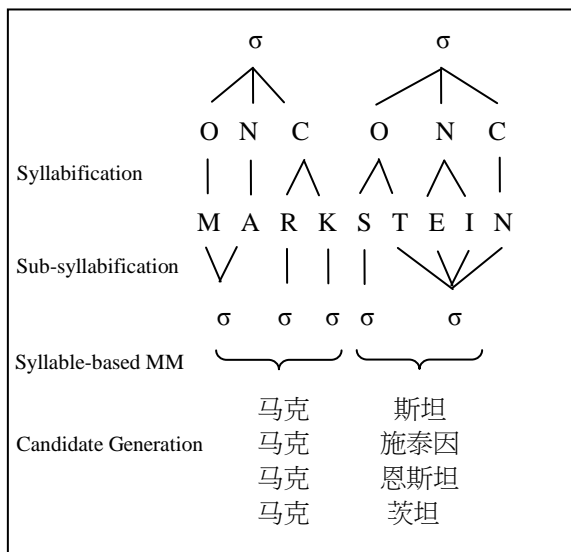 σ σ
O N C O N C
Syllabification
M A R K S T E I N
Sub-syllabification
σ σ σ σ σ
Syllable-based MM
马克 斯坦
马克 施泰因
Candidate Generation
马克 恩斯坦
马克 茨坦